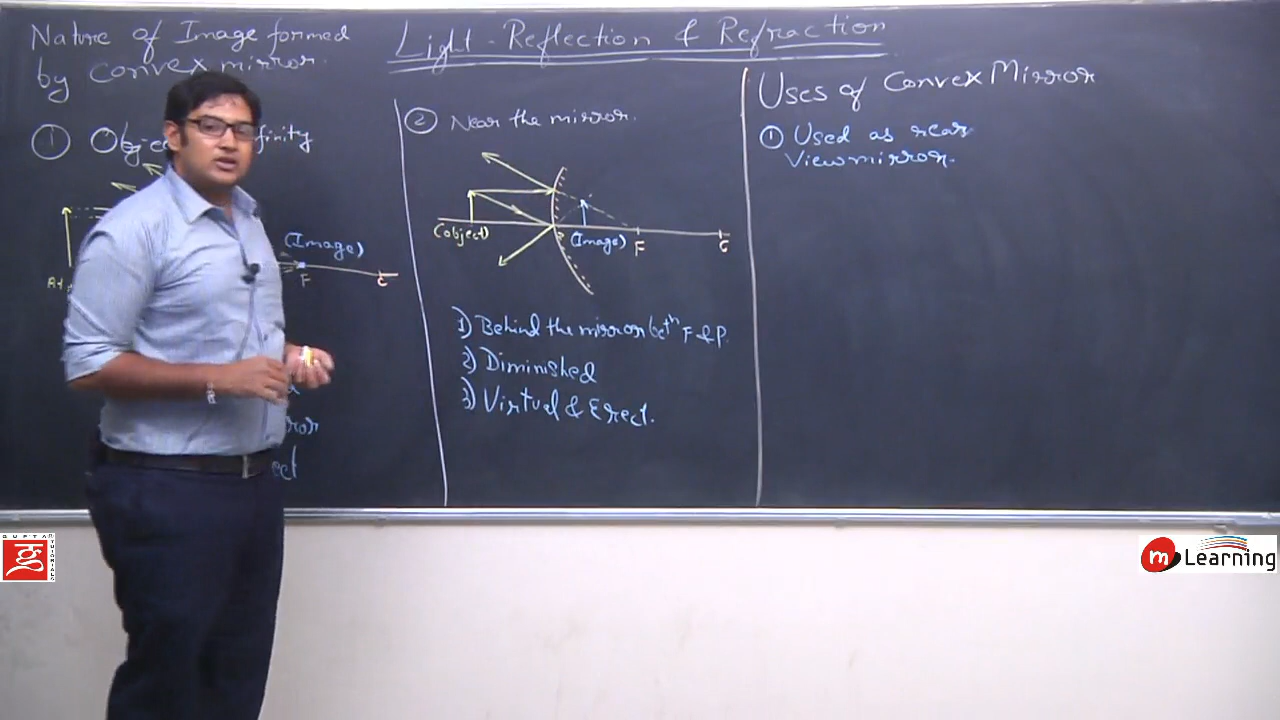 Light - Reflection & Refraction
Nature of Image formed
by convex mirror.
①
(Image)
F
C
② Near the mirror.
(object)
(Image)
F
C
1) Behind the mirror betⁿ F & P.
2) Diminished
3) Virtual & Erect.
Uses of Convex Mirror
① Used as rear
view mirror.
GUPTA
TUTORIALS
m Learning